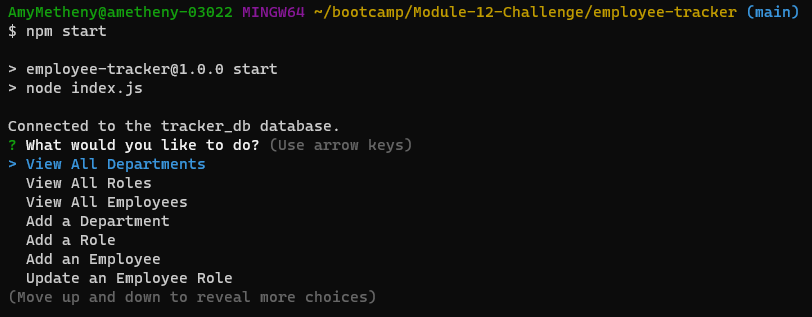 AmyMetheny@ametheny-03022 MINGW64 ~/bootcamp/Module-12-Challenge/employee-tracker (main)
$ npm start
> employee-tracker@1.0.0 start
> node index.js
Connected to the tracker_db database.
? What would you like to do? (Use arrow keys)
> View All Departments
  View All Roles
  View All Employees
  Add a Department
  Add a Role
  Add an Employee
  Update an Employee Role
(Move up and down to reveal more choices)